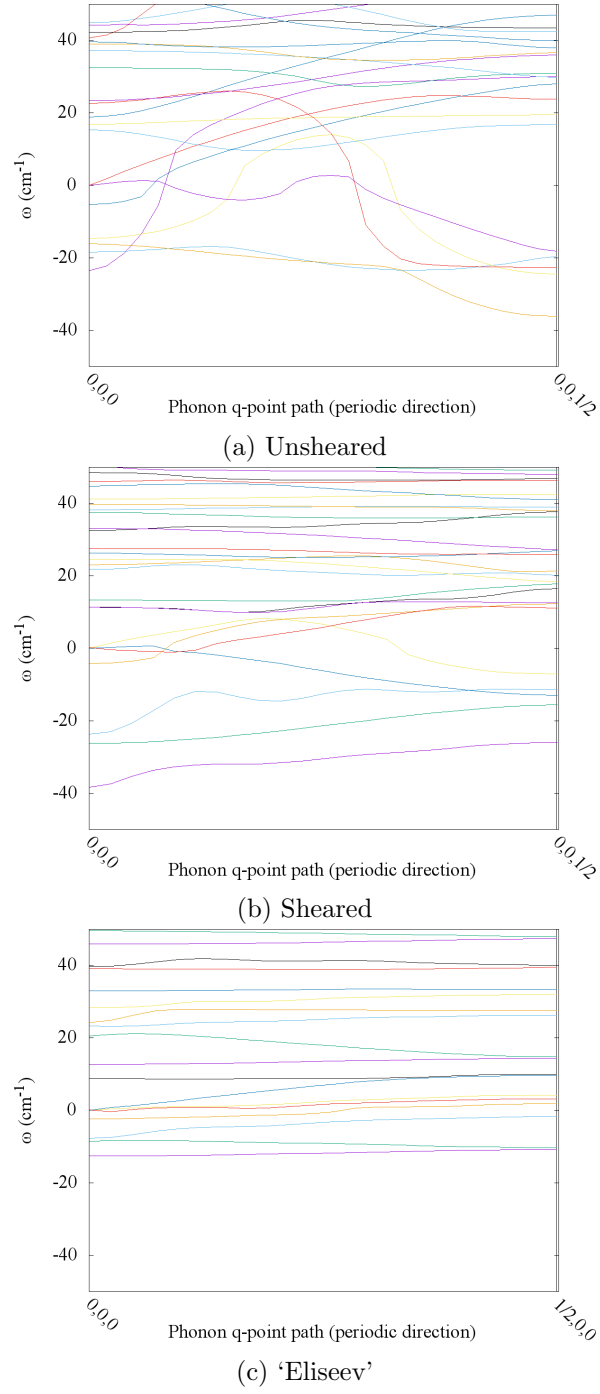 40
20
0
-20
-40
ω (cm-1)
0,0,0
0,0,1/2
Phonon q-point path (periodic direction)
(a) Unsheared
40
20
0
-20
-40
ω (cm-1)
0,0,0
0,0,1/2
Phonon q-point path (periodic direction)
(b) Sheared
40
20
0
-20
-40
ω (cm-1)
0,0,0
1/2,0,0
Phonon q-point path (periodic direction)
(c) ‘Eliseev’